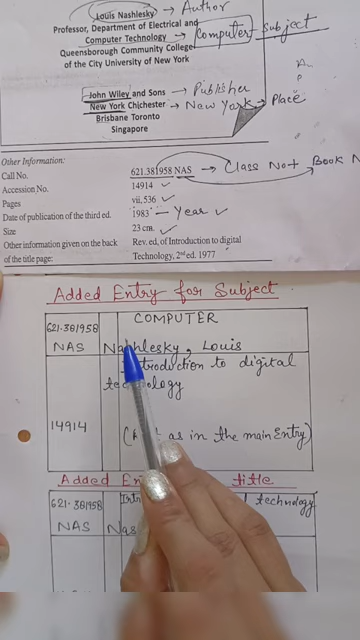 Louis Nashlesky → Author
Professor, Department of Electrical and
Computer Technology → Computer - Subject
Queensborough Community College
of the City University of New York
John Wiley and Sons → Publisher
New York Chichester → New York → Place
Brisbane Toronto
Singapore
Other Information:
Call No. 621.381958 NAS → Class No + Book N
Accession No. 14914
Pages vii, 536
Date of publication of the third ed. 1983 - Year
Size 23 cm.
Other information given on the back Rev. ed. of Introduction to digital
of the title page: Technology, 2nd ed. 1977
Added Entry for Subject
621.381958 COMPUTER
NAS Nashlesky, Louis
Introduction to digital
technology
14914 as in the main Entry)
Added title
621.381958 technology
NAS Nas